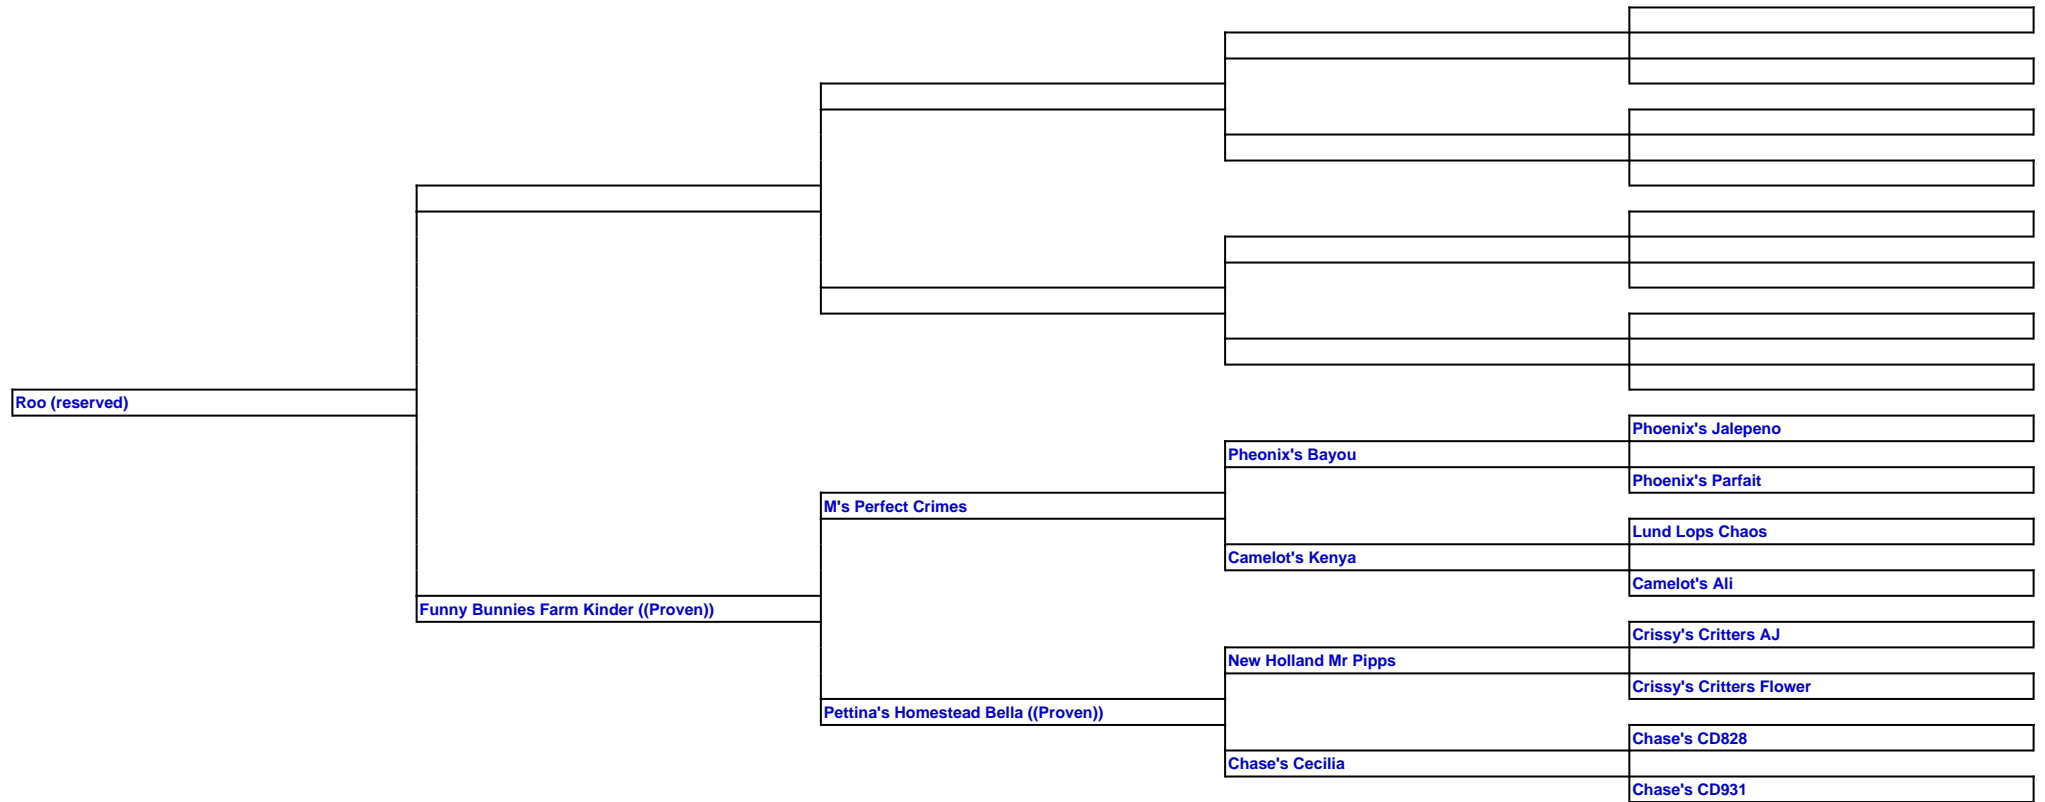 Roo (reserved)
Phoenix's Jalepeno
Pheonix's Bayou
Phoenix's Parfait
M's Perfect Crimes
Lund Lops Chaos
Camelot's Kenya
Camelot's Ali
Funny Bunnies Farm Kinder ((Proven))
Crissy's Critters AJ
New Holland Mr Pipps
Crissy's Critters Flower
Pettina's Homestead Bella ((Proven))
Chase's CD828
Chase's Cecilia
Chase's CD931